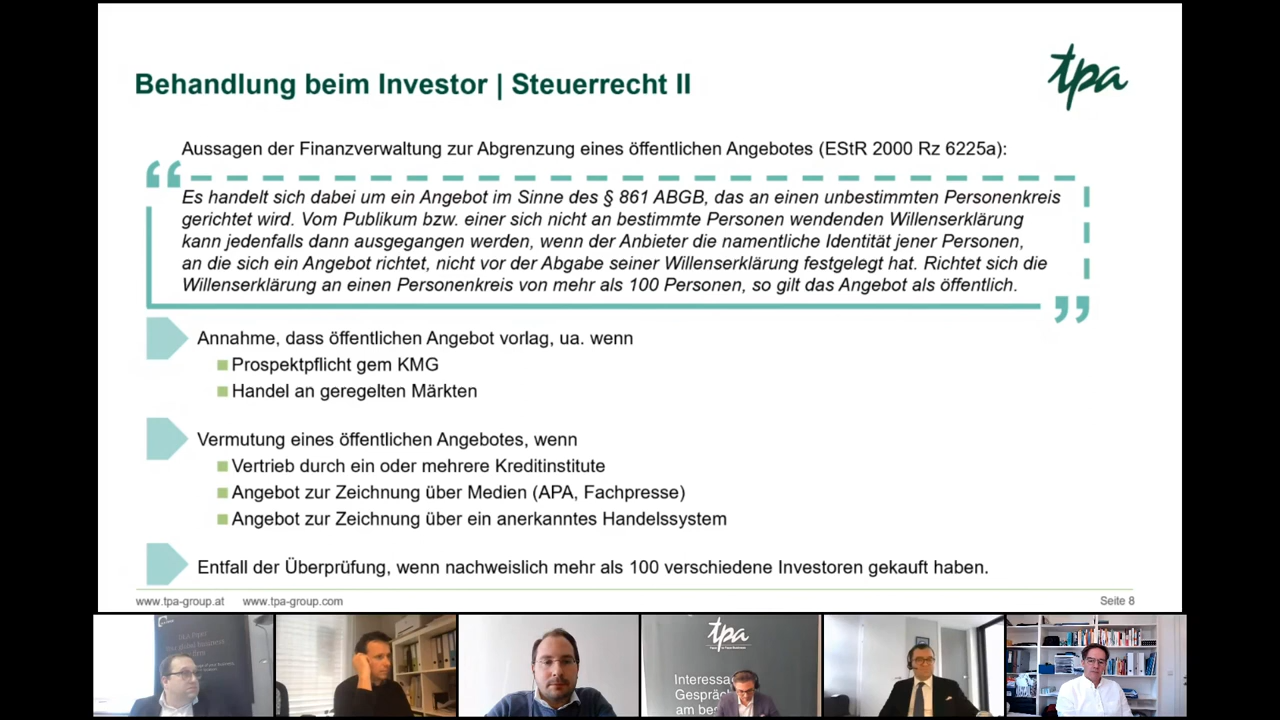 tpa
Behandlung beim Investor | Steuerrecht II
Aussagen der Finanzverwaltung zur Abgrenzung eines öffentlichen Angebotes (EStR 2000 Rz 6225a):
Es handelt sich dabei um ein Angebot im Sinne des § 861 ABGB, das an einen unbestimmten Personenkreis
gerichtet wird. Vom Publikum bzw. einer sich nicht an bestimmte Personen wendenden Willenserklärung
kann jedenfalls dann ausgegangen werden, wenn der Anbieter die namentliche Identität jener Personen,
an die sich ein Angebot richtet, nicht vor der Abgabe seiner Willenserklärung festgelegt hat. Richtet sich die
Willenserklärung an einen Personenkreis von mehr als 100 Personen, so gilt das Angebot als öffentlich.
Annahme, dass öffentlichen Angebot vorlag, ua. wenn
Prospektpflicht gem KMG
Handel an geregelten Märkten
Vermutung eines öffentlichen Angebotes, wenn
Vertrieb durch ein oder mehrere Kreditinstitute
Angebot zur Zeichnung über Medien (APA, Fachpresse)
Angebot zur Zeichnung über ein anerkanntes Handelssystem
Entfall der Überprüfung, wenn nachweislich mehr als 100 verschiedene Investoren gekauft haben.
www.tpa-group.at www.tpa-group.com
Seite 8
tpa
Interessa
Gespräc
am bes